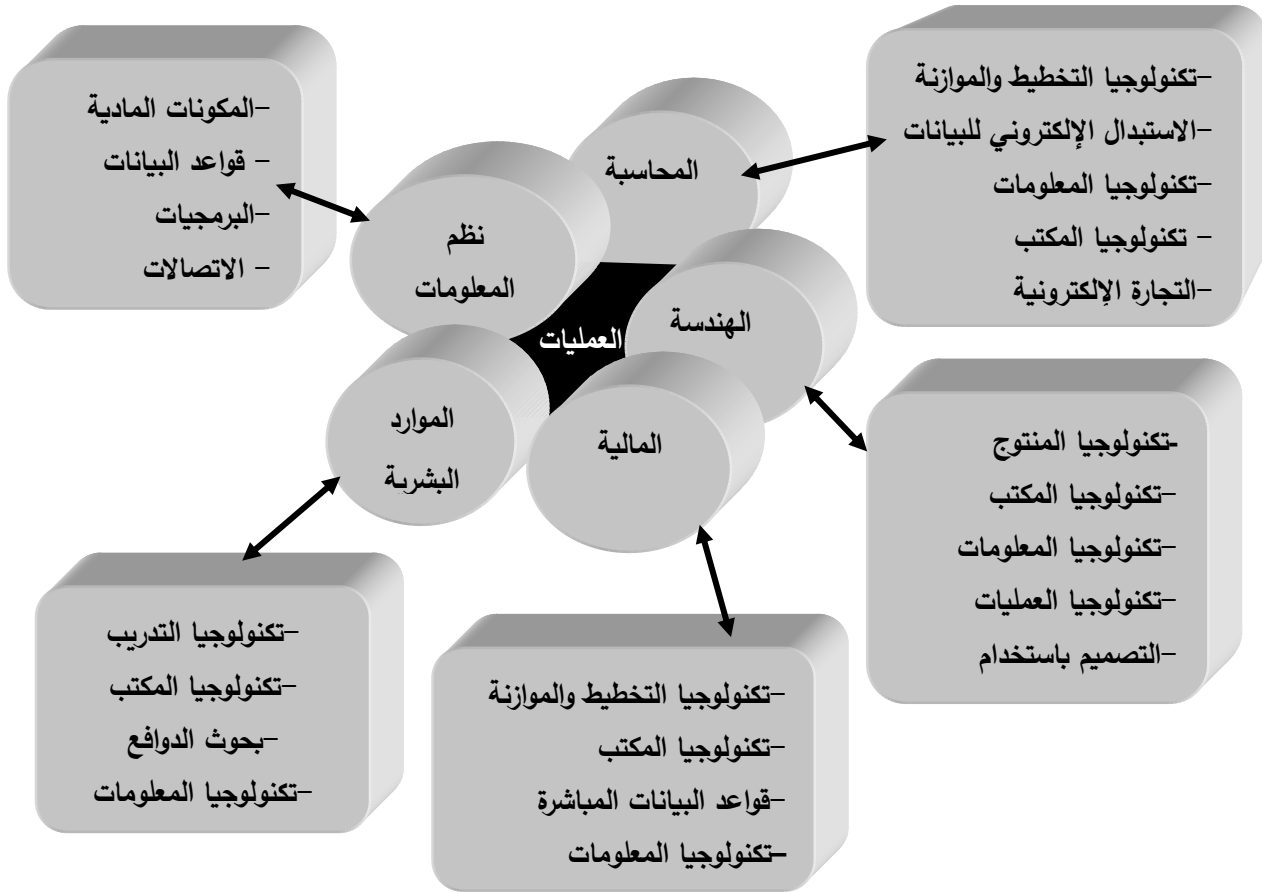 -تكنولوجيا التخطيط والموازنة
-الاستبدال الإلكتروني للبيانات
-تكنولوجيا المعلومات
- تكنولوجيا المكتب
-التجارة الإلكترونية
المحاسبة
-المكونات المادية
- قواعد البيانات
-البرمجيات
- الاتصالات
نظم
المعلومات
الهندسة
العمليات
-تكنولوجيا المنتوج
-تكنولوجيا المكتب
-تكنولوجيا المعلومات
-تكنولوجيا العمليات
-التصميم باستخدام
المالية
الموارد
البشرية
-تكنولوجيا التخطيط والموازنة
-تكنولوجيا المكتب
-قواعد البيانات المباشرة
-تكنولوجيا المعلومات
-تكنولوجيا التدريب
-تكنولوجيا المكتب
-بحوث الدوافع
-تكنولوجيا المعلومات